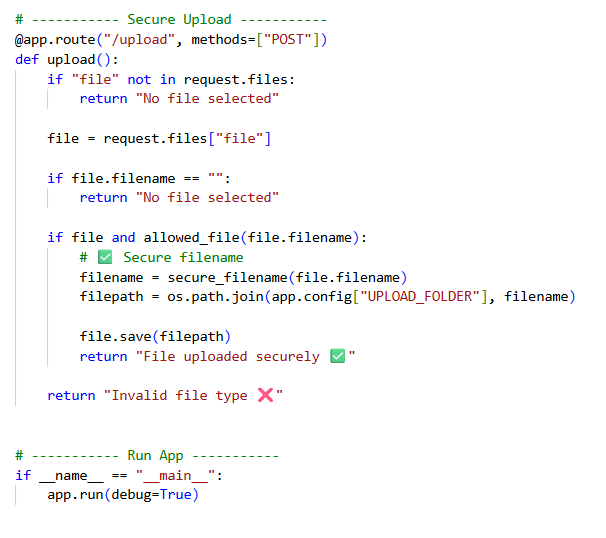 # ----------- Secure Upload -----------
@app.route("/upload", methods=["POST"])
def upload():
    if "file" not in request.files:
        return "No file selected"

    file = request.files["file"]

    if file.filename == "":
        return "No file selected"

    if file and allowed_file(file.filename):
        # ✅ Secure filename
        filename = secure_filename(file.filename)
        filepath = os.path.join(app.config["UPLOAD_FOLDER"], filename)

        file.save(filepath)
        return "File uploaded securely ✅"

    return "Invalid file type ❌"


# ----------- Run App -----------
if __name__ == "__main__":
    app.run(debug=True)